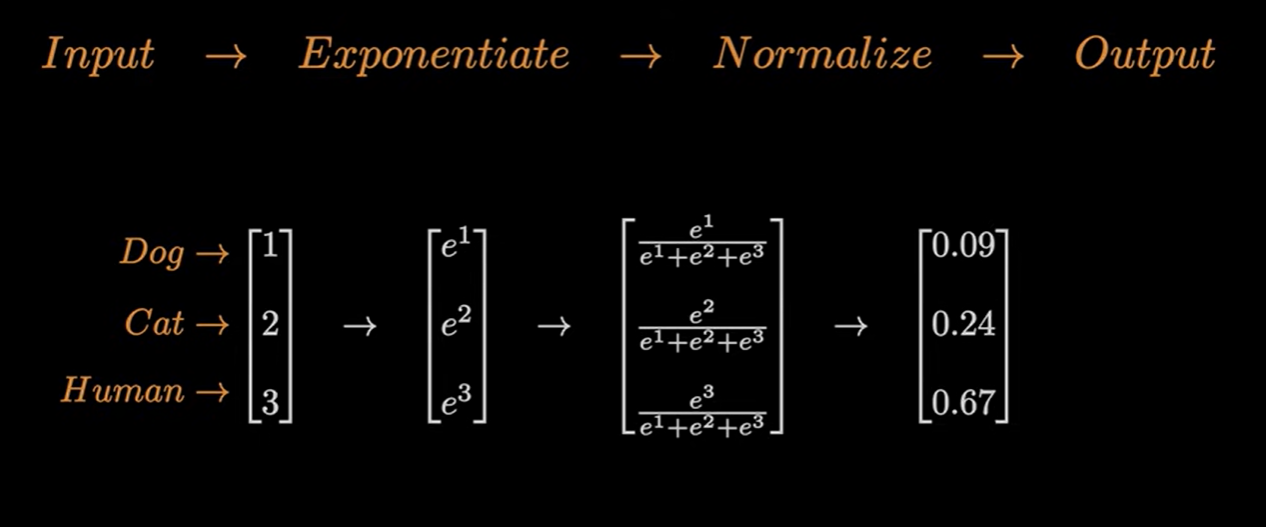 Input → Exponentiate → Normalize → Output
Dog → [1] → [e^1] → [e^1/(e^1+e^2+e^3)] → [0.09]
Cat → [2] → [e^2] → [e^2/(e^1+e^2+e^3)] → [0.24]
Human → [3] → [e^3] → [e^3/(e^1+e^2+e^3)] → [0.67]